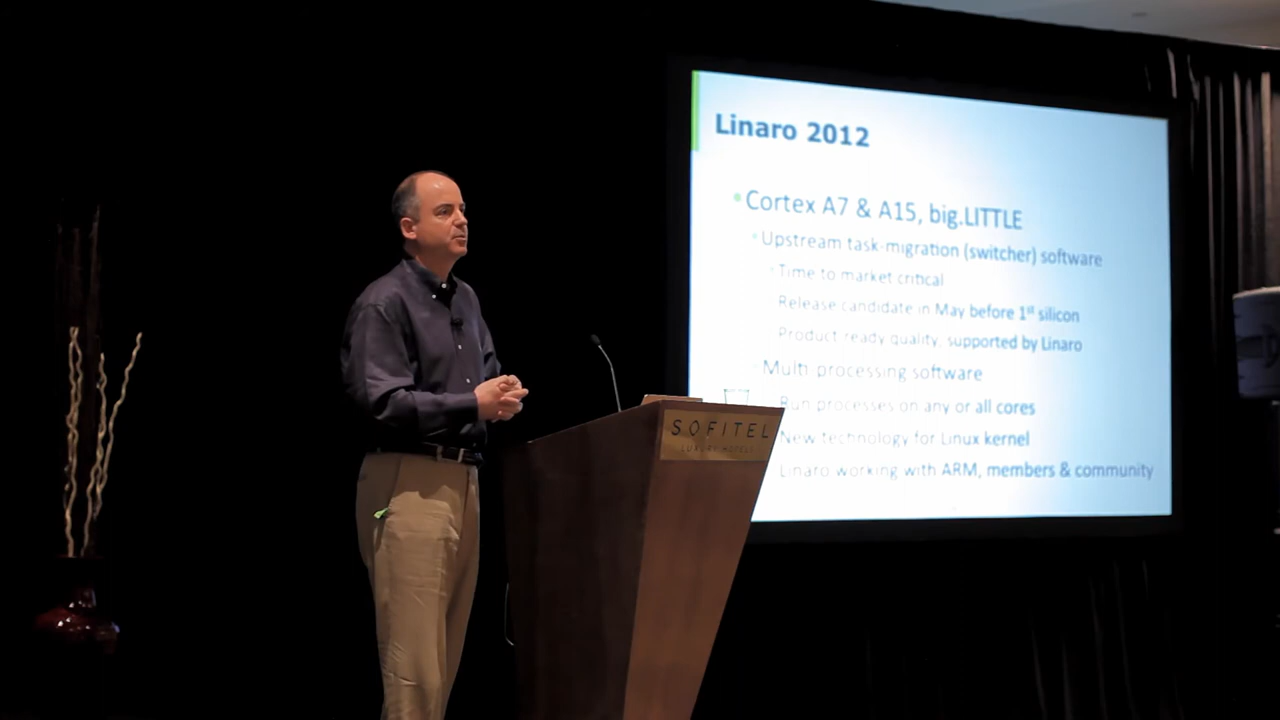 Linaro 2012
Cortex A7 & A15, big.LITTLE
Upstream task-migration (switcher) software
Time to market critical
Release candidate in May before 1st silicon
Product ready quality, supported by Linaro
Multi processing software
Run processes on any or all cores
New technology for Linux kernel
Linaro working with ARM, members & community
SOFITEL
LUXURY HOTELS